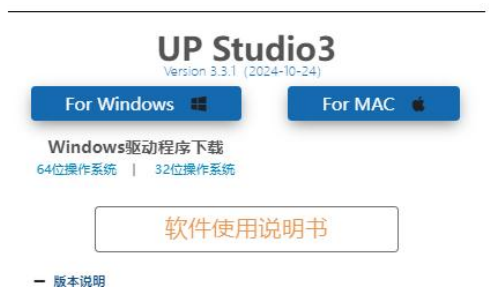 UP Studio3
Version 3.3.1 (2024-10-24)
For Windows For MAC
Windows驱动程序下载
64位操作系统 | 32位操作系统
软件使用说明书
版本说明